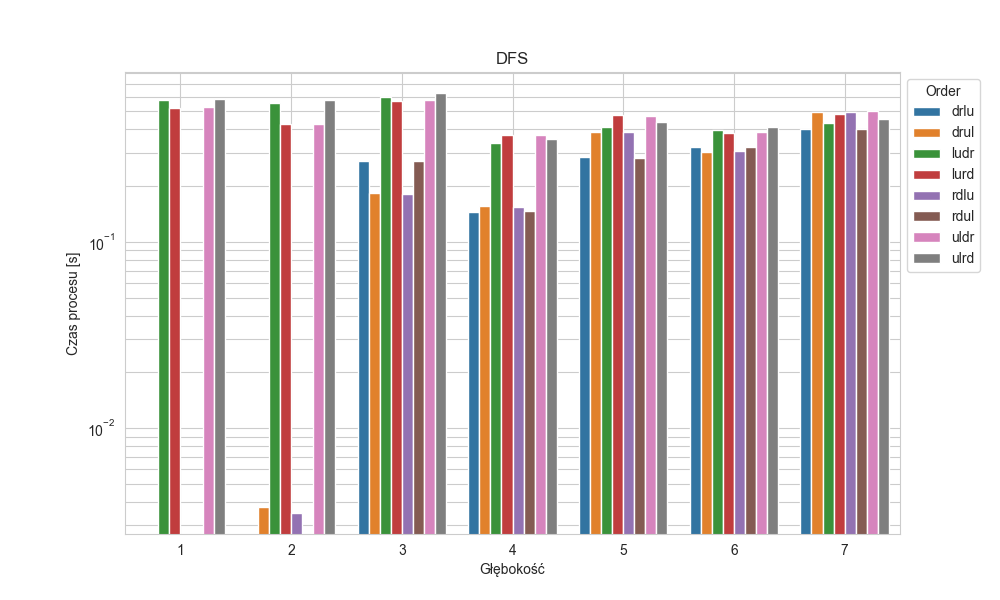 DFS
Order
drlu
drul
ludr
lurd
rdlu
rdul
uldr
ulrd
Czas procesu [s]
10⁻¹
10⁻²
1 2 3 4 5 6 7
Głębokość